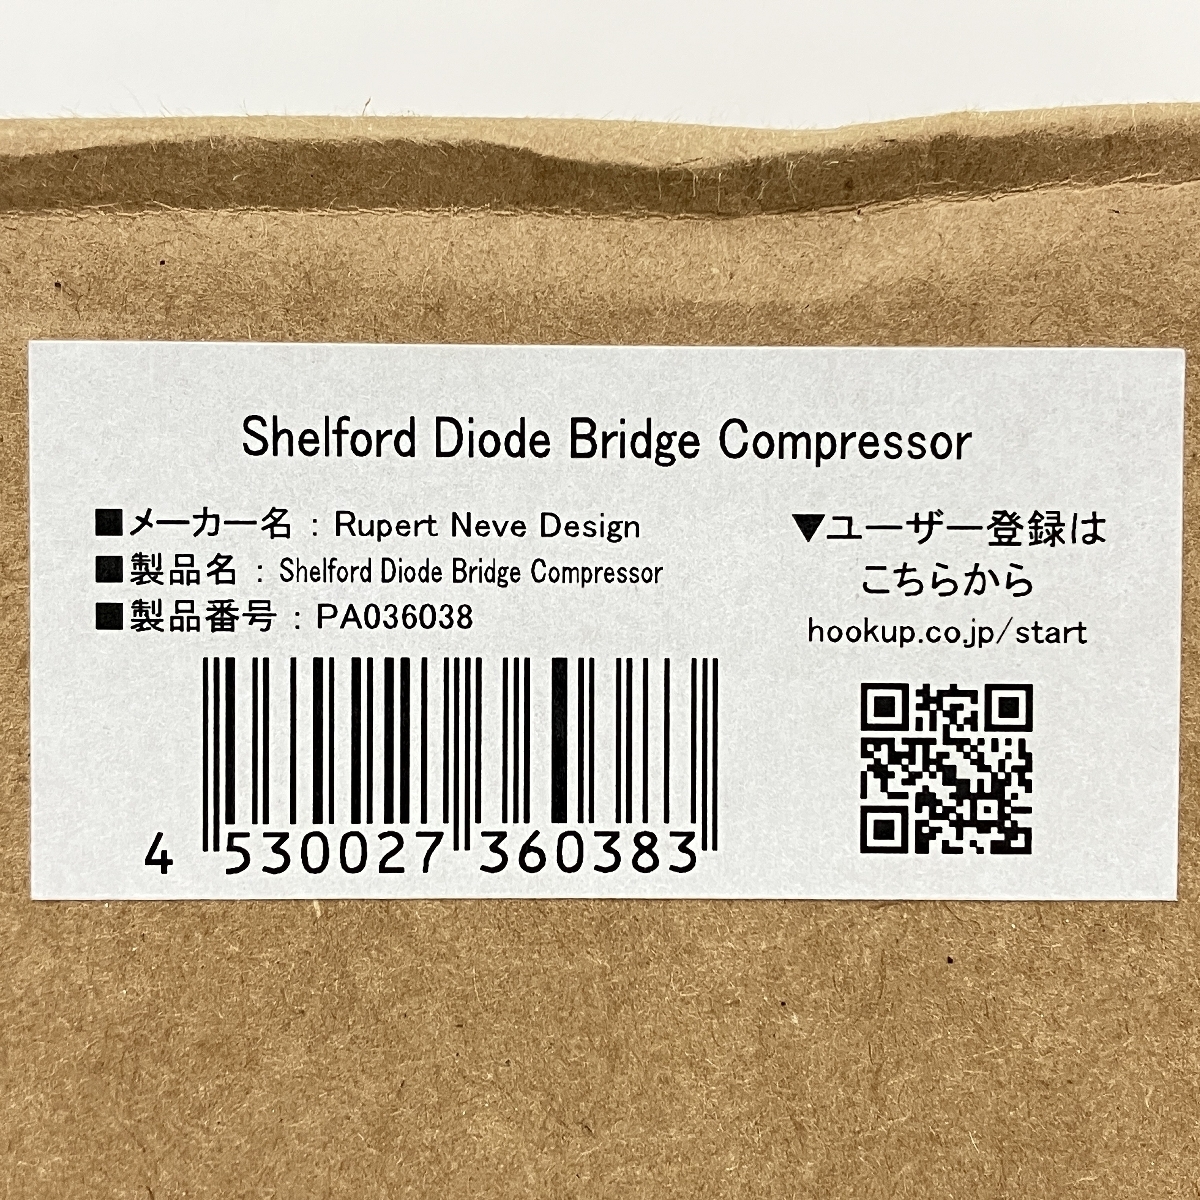 Shelford Diode Bridge Compressor
■メーカー名 : Rupert Neve Design
■製品名 : Shelford Diode Bridge Compressor
■製品番号 : PA036038
4 530027 360383
▼ユーザー登録は
こちらから
hookup.co.jp/start